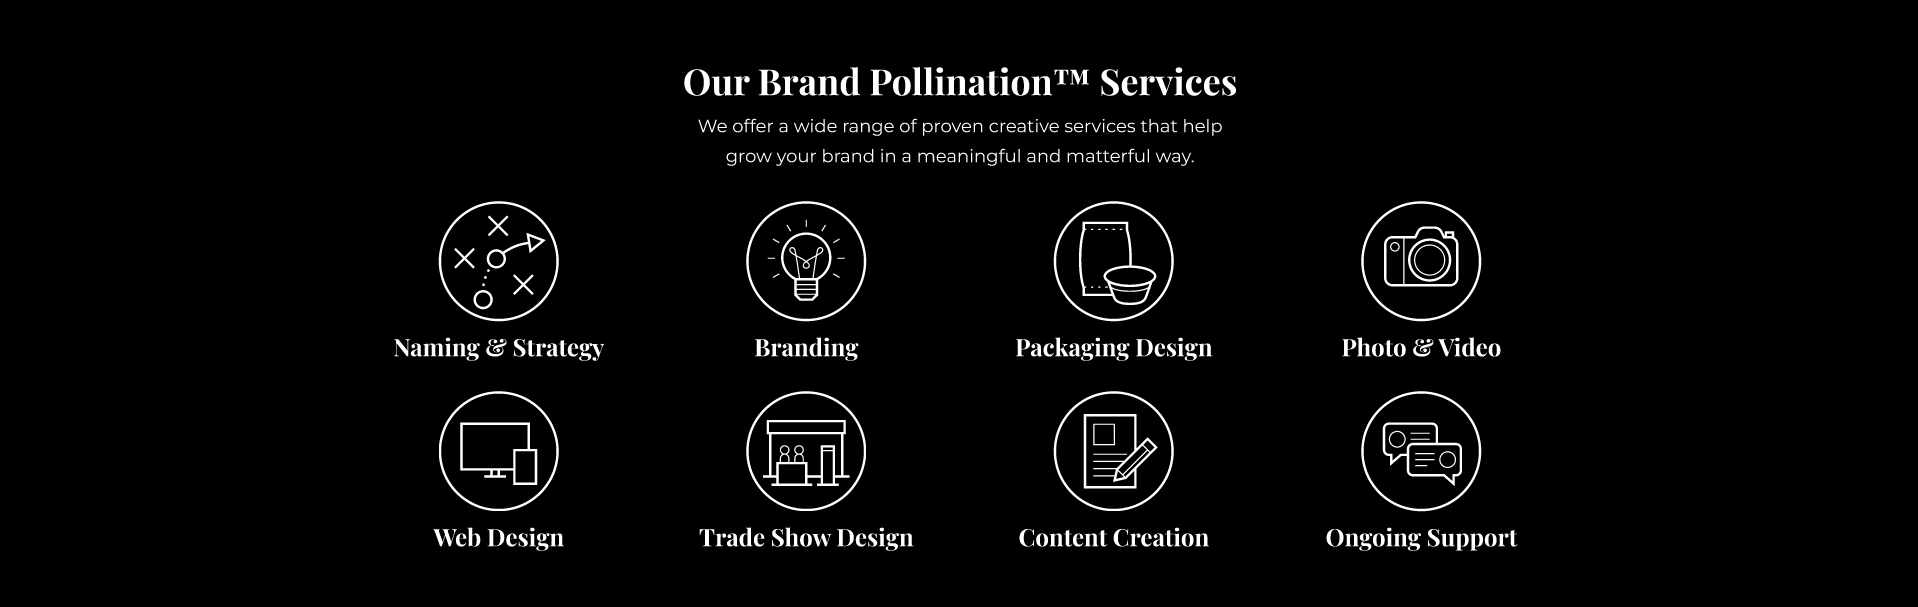 Our Brand Pollination™ Services
We offer a wide range of proven creative services that help
grow your brand in a meaningful and matterful way.
Naming & Strategy
Branding
Packaging Design
Photo & Video
Web Design
Trade Show Design
Content Creation
Ongoing Support